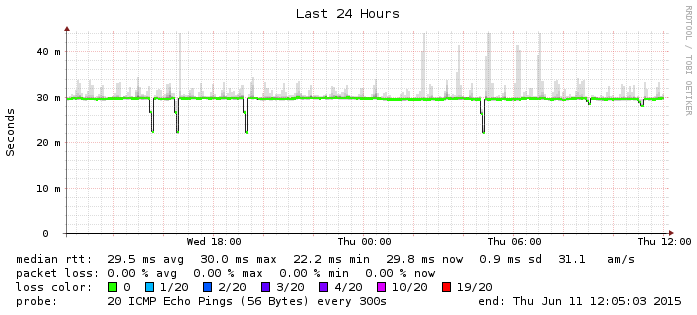 Last 24 Hours
RRDTOOL / TOBI OETIKER
Seconds
40 m
30 m
20 m
10 m
0
Wed 18:00 Thu 00:00 Thu 06:00 Thu 12:00
median rtt: 29.5 ms avg 30.0 ms max 22.2 ms min 29.8 ms now 0.9 ms sd 31.1 am/s
packet loss: 0.00 % avg 0.00 % max 0.00 % min 0.00 % now
loss color: 0 1/20 2/20 3/20 4/20 10/20 19/20
probe: 20 ICMP Echo Pings (56 Bytes) every 300s end: Thu Jun 11 12:05:03 2015